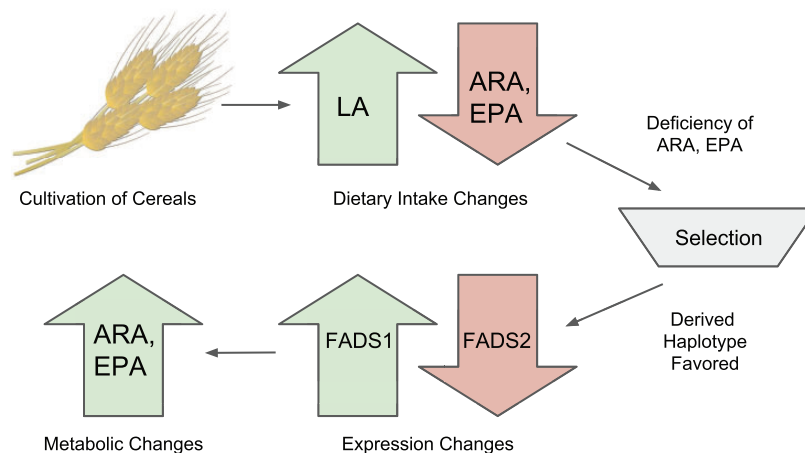 LA
ARA,
EPA
Deficiency of
ARA, EPA
Cultivation of Cereals
Dietary Intake Changes
Selection
Derived
Haplotype
Favored
FADS1
FADS2
ARA,
EPA
Metabolic Changes
Expression Changes